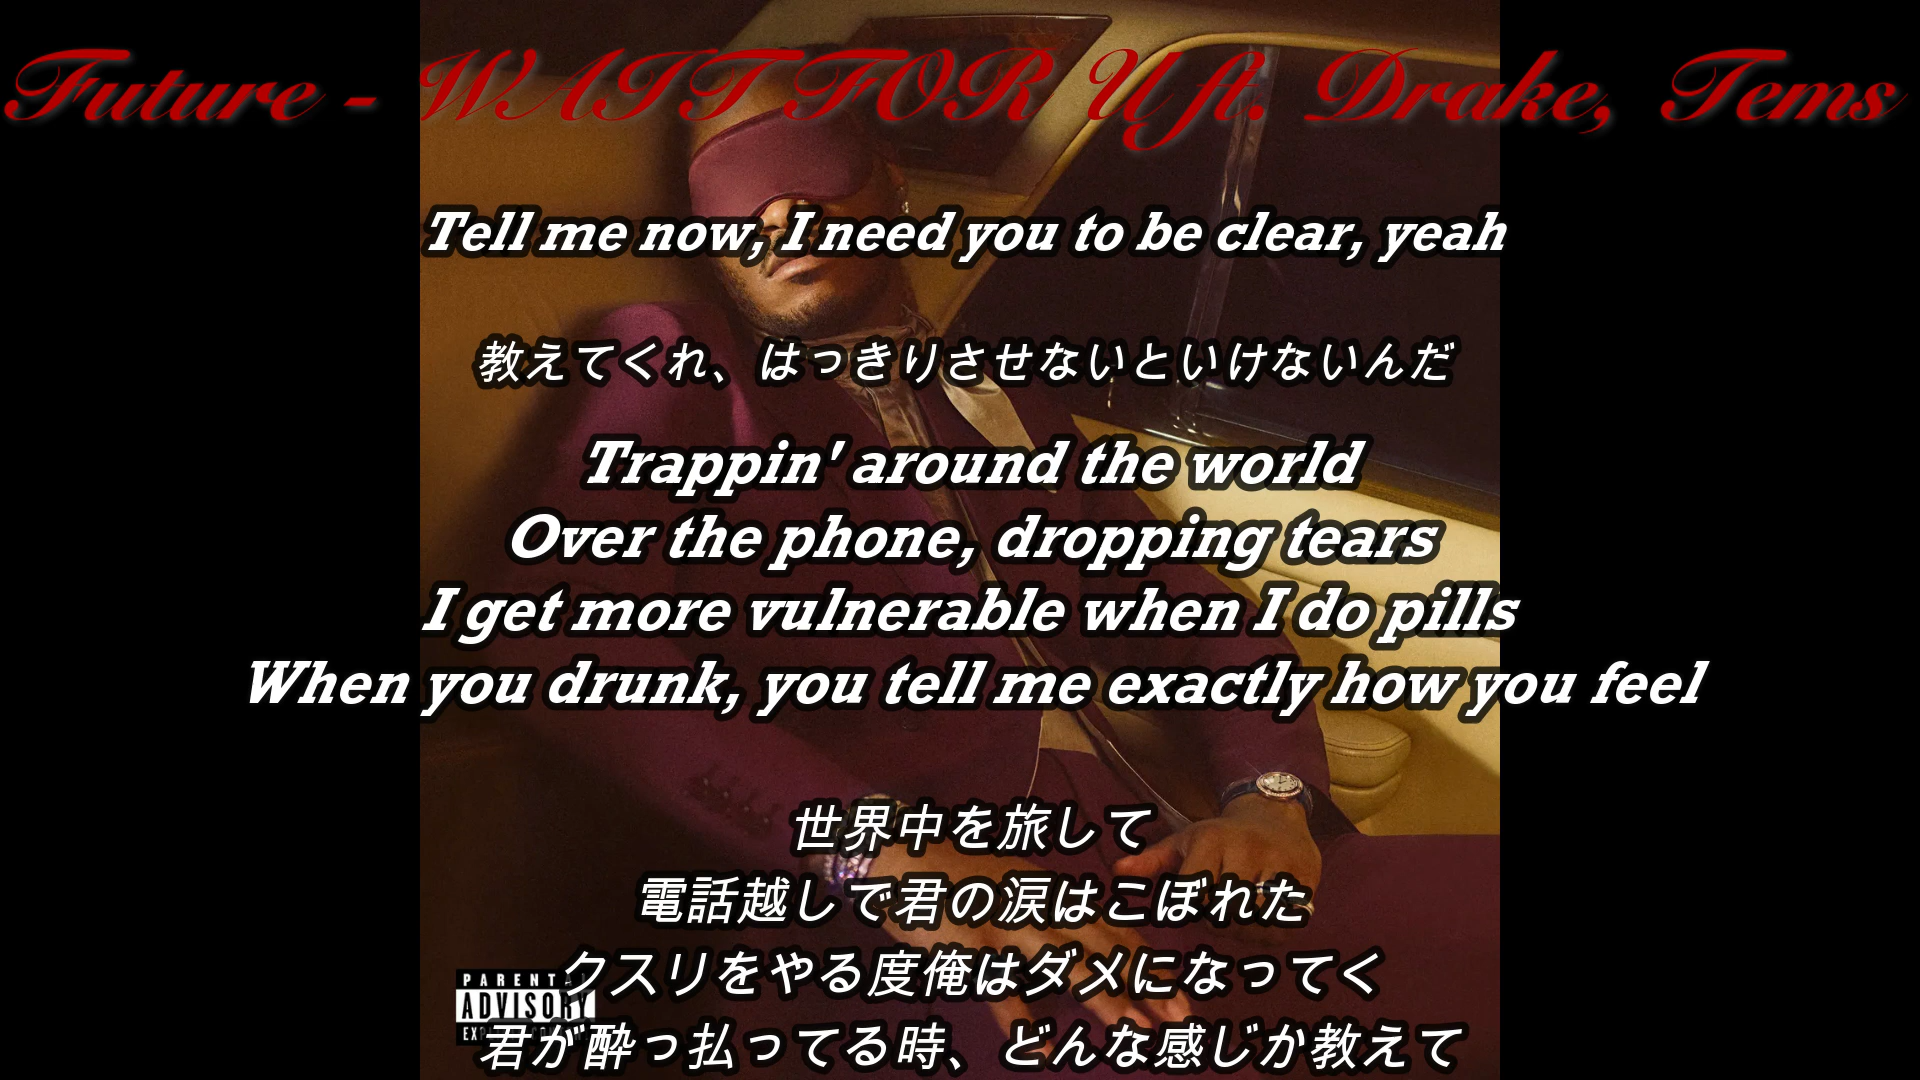 Future - WAIT FOR U ft. Drake, Tems
Tell me now, I need you to be clear, yeah
教えてくれ、はっきりさせないといけないんだ
Trappin' around the world
Over the phone, dropping tears
I get more vulnerable when I do pills
When you drunk, you tell me exactly how you feel
世界中を旅して
電話越しで君の涙はこぼれた
クスリをやる度俺はダメになってく
君が酔っ払ってる時、どんな感じか教えて
PARENTA
ADVISORY